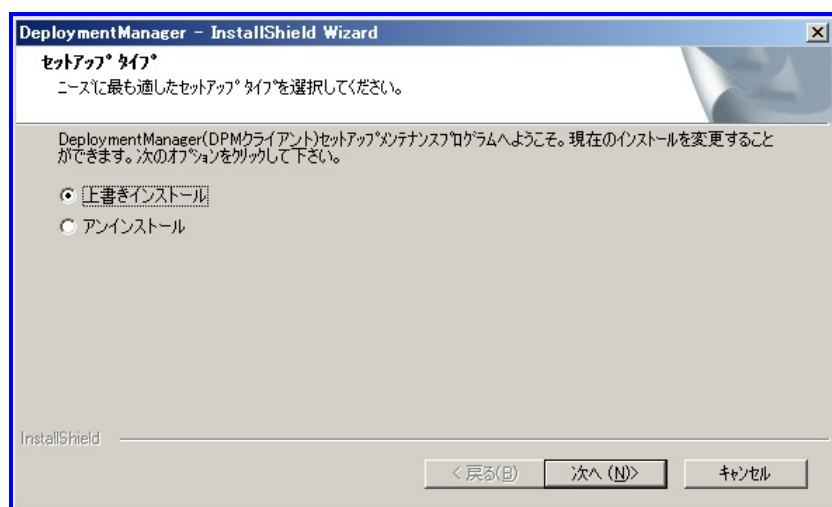 DeploymentManager - InstallShield Wizard
セットアップ タイプ
ニーズに最も適したセットアップ タイプを選択してください。
DeploymentManager(DPMクライアント)セットアップメンテナンスプログラムへようこそ。現在のインストールを変更すること
ができます。次のオプションをクリックして下さい。
上書きインストール
アンインストール
InstallShield
< 戻る(B)
次へ (N)>
キャンセル